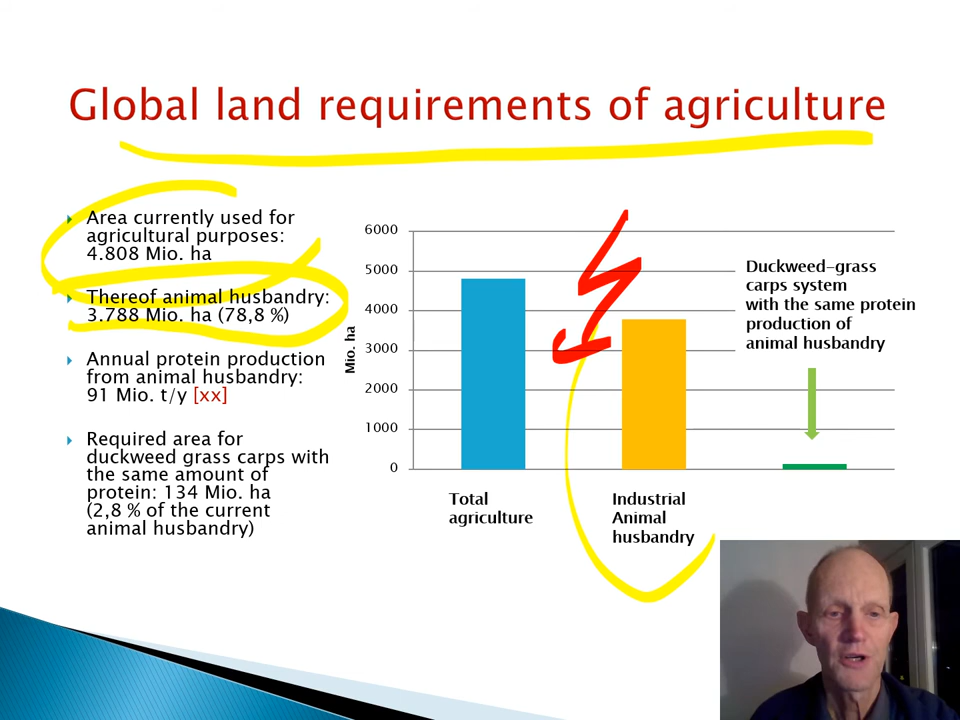 Global land requirements of agriculture
Area currently used for
agricultural purposes:
4.808 Mio. ha
Thereof animal husbandry:
3.788 Mio. ha (78,8 %)
Annual protein production
from animal husbandry:
91 Mio. t/y [xx]
Required area for
duckweed grass carps with
the same amount of
protein: 134 Mio. ha
(2,8 % of the current
animal husbandry)
Mio. ha
6000
5000
4000
3000
2000
1000
0
Total
agriculture
Industrial
Animal
husbandry
Duckweed-grass
carps system
with the same protein
production of
animal husbandry